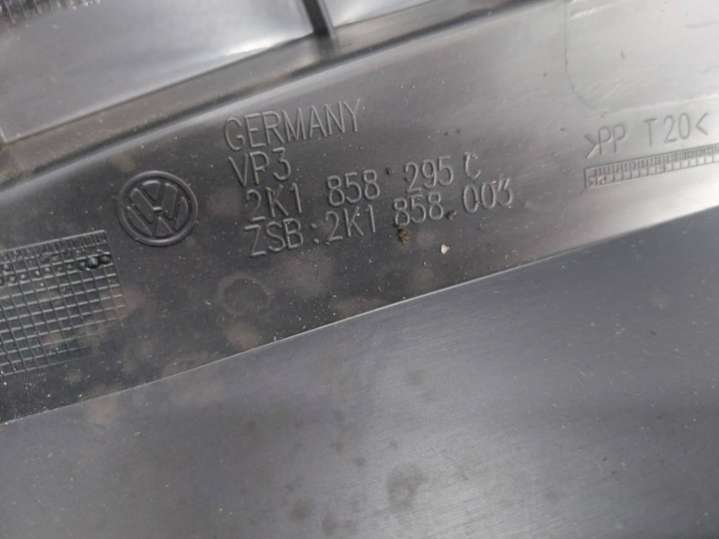 GERMANY
VP3
2K1 858 295 C
ZSB:2K1 858 003
>PP T20<